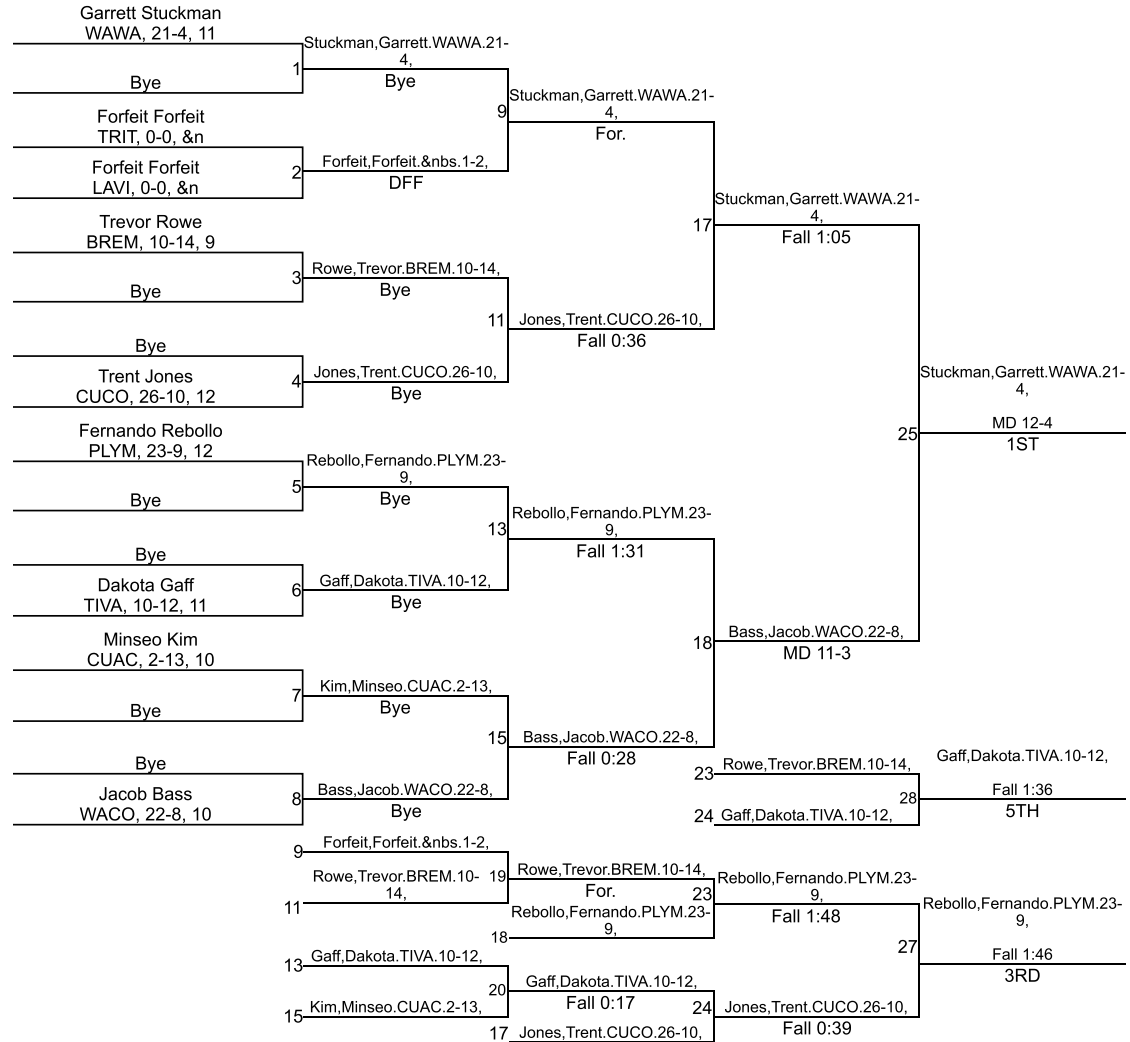 Garrett Stuckman
WAWA, 21-4, 11
Bye
1
Stuckman,Garrett.WAWA.21-
4,
Bye
Forfeit Forfeit
TRIT, 0-0, &n
Forfeit Forfeit
LAVI, 0-0, &n
2
Forfeit,Forfeit.&nbs.1-2,
DFF
9
Stuckman,Garrett.WAWA.21-
4,
For.
Trevor Rowe
BREM, 10-14, 9
Bye
3
Rowe,Trevor.BREM.10-14,
Bye
Bye
Trent Jones
CUCO, 26-10, 12
4
Jones,Trent.CUCO.26-10,
Bye
11
Jones,Trent.CUCO.26-10,
Fall 0:36
17
Stuckman,Garrett.WAWA.21-
4,
Fall 1:05
Fernando Rebollo
PLYM, 23-9, 12
Bye
5
Rebollo,Fernando.PLYM.23-
9,
Bye
Bye
Dakota Gaff
TIVA, 10-12, 11
6
Gaff,Dakota.TIVA.10-12,
Bye
13
Rebollo,Fernando.PLYM.23-
9,
Fall 1:31
Minseo Kim
CUAC, 2-13, 10
Bye
7
Kim,Minseo.CUAC.2-13,
Bye
Bye
Jacob Bass
WACO, 22-8, 10
8
Bass,Jacob.WACO.22-8,
Bye
15
Bass,Jacob.WACO.22-8,
Fall 0:28
18
Bass,Jacob.WACO.22-8,
MD 11-3
25
Stuckman,Garrett.WAWA.21-
4,
MD 12-4
1ST
23
Rowe,Trevor.BREM.10-14,
24
Gaff,Dakota.TIVA.10-12,
28
Gaff,Dakota.TIVA.10-12,
Fall 1:36
5TH
9
Forfeit,Forfeit.&nbs.1-2,
11
Rowe,Trevor.BREM.10-
14,
19
Rowe,Trevor.BREM.10-14,
For.
18
Rebollo,Fernando.PLYM.23-
9,
23
Rebollo,Fernando.PLYM.23-
9,
Fall 1:48
13
Gaff,Dakota.TIVA.10-12,
15
Kim,Minseo.CUAC.2-13,
20
Gaff,Dakota.TIVA.10-12,
Fall 0:17
17
Jones,Trent.CUCO.26-10,
24
Jones,Trent.CUCO.26-10,
Fall 0:39
27
Rebollo,Fernando.PLYM.23-
9,
Fall 1:46
3RD